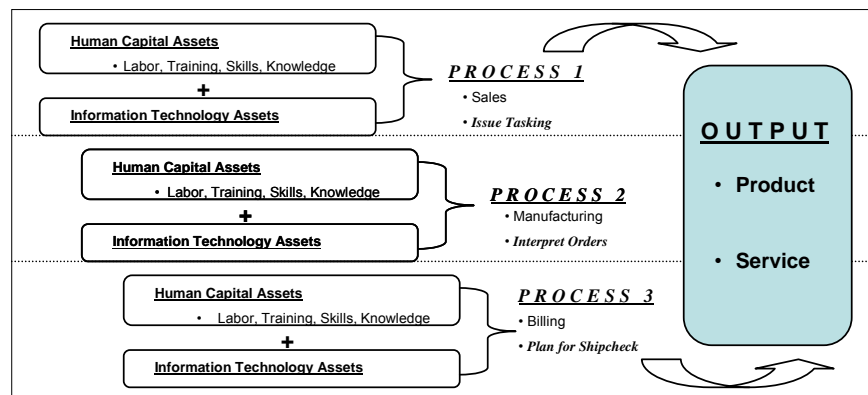 Human Capital Assets
• Labor, Training, Skills, Knowledge
+
Information Technology Assets
PROCESS 1
• Sales
• Issue Tasking
Human Capital Assets
• Labor, Training, Skills, Knowledge
+
Information Technology Assets
PROCESS 2
• Manufacturing
• Interpret Orders
Human Capital Assets
• Labor, Training, Skills, Knowledge
+
Information Technology Assets
PROCESS 3
• Billing
• Plan for Shipcheck
OUTPUT
• Product
• Service